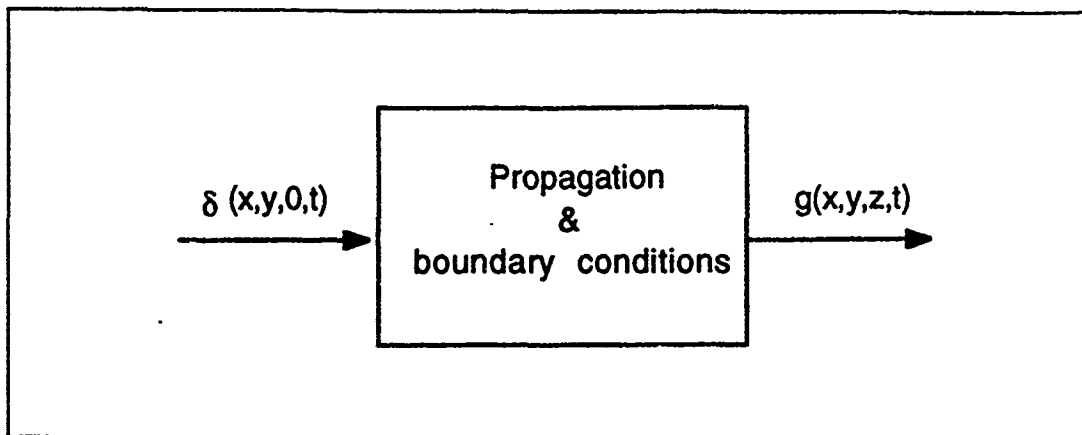 δ (x,y,0,t)
Propagation
&
boundary conditions
g(x,y,z,t)